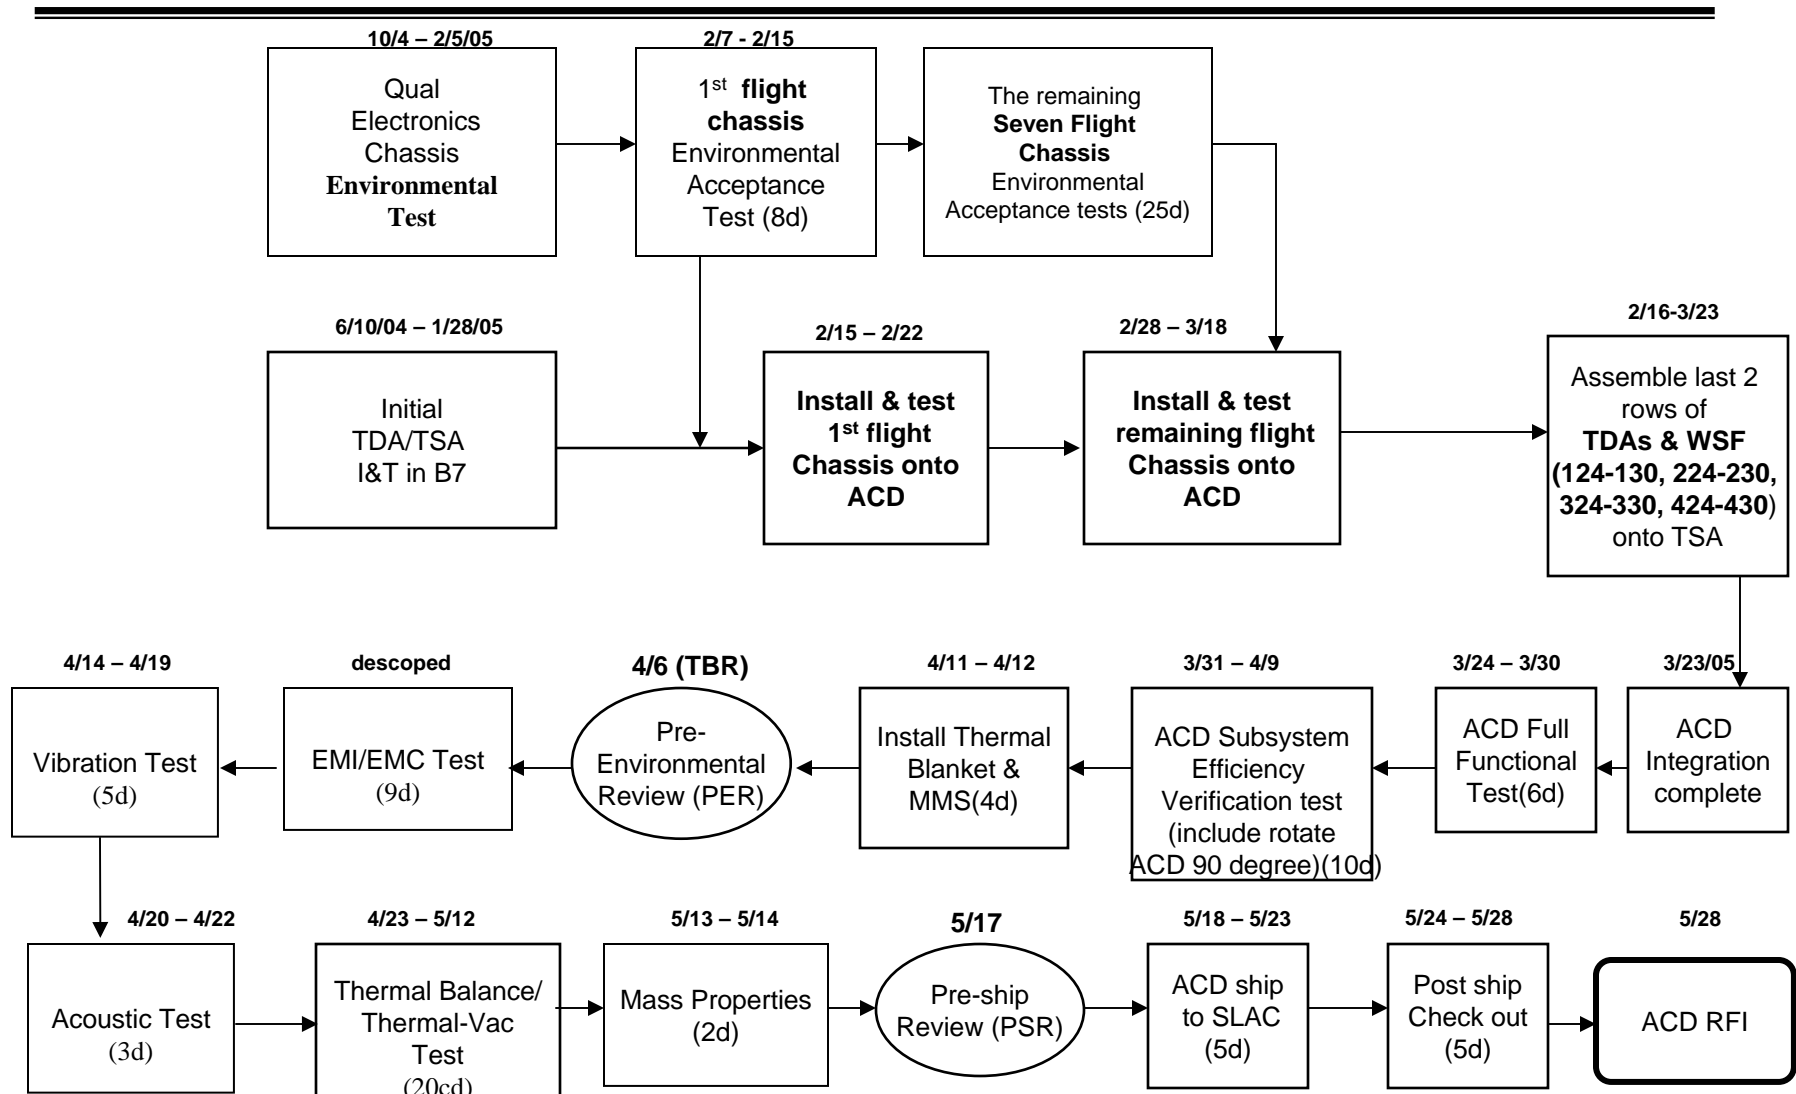 10/4 – 2/5/05
Qual
Electronics
Chassis
Environmental
Test
2/7 - 2/15
1st flight
chassis
Environmental
Acceptance
Test (8d)
The remaining
Seven Flight
Chassis
Environmental
Acceptance tests (25d)
6/10/04 – 1/28/05
Initial
TDA/TSA
I&T in B7
2/15 – 2/22
Install & test
1st flight
Chassis onto
ACD
2/28 – 3/18
Install & test
remaining flight
Chassis onto
ACD
2/16-3/23
Assemble last 2
rows of
TDAs & WSF
(124-130, 224-230,
324-330, 424-430)
onto TSA
4/14 – 4/19
Vibration Test
(5d)
descoped
EMI/EMC Test
(9d)
4/6 (TBR)
Pre-
Environmental
Review (PER)
4/11 – 4/12
Install Thermal
Blanket &
MMS(4d)
3/31 – 4/9
ACD Subsystem
Efficiency
Verification test
(include rotate
ACD 90 degree)(10d)
3/24 – 3/30
ACD Full
Functional
Test(6d)
3/23/05
ACD
Integration
complete
4/20 – 4/22
Acoustic Test
(3d)
4/23 – 5/12
Thermal Balance/
Thermal-Vac
Test
(20cd)
5/13 – 5/14
Mass Properties
(2d)
5/17
Pre-ship
Review (PSR)
5/18 – 5/23
ACD ship
to SLAC
(5d)
5/24 – 5/28
Post ship
Check out
(5d)
5/28
ACD RFI